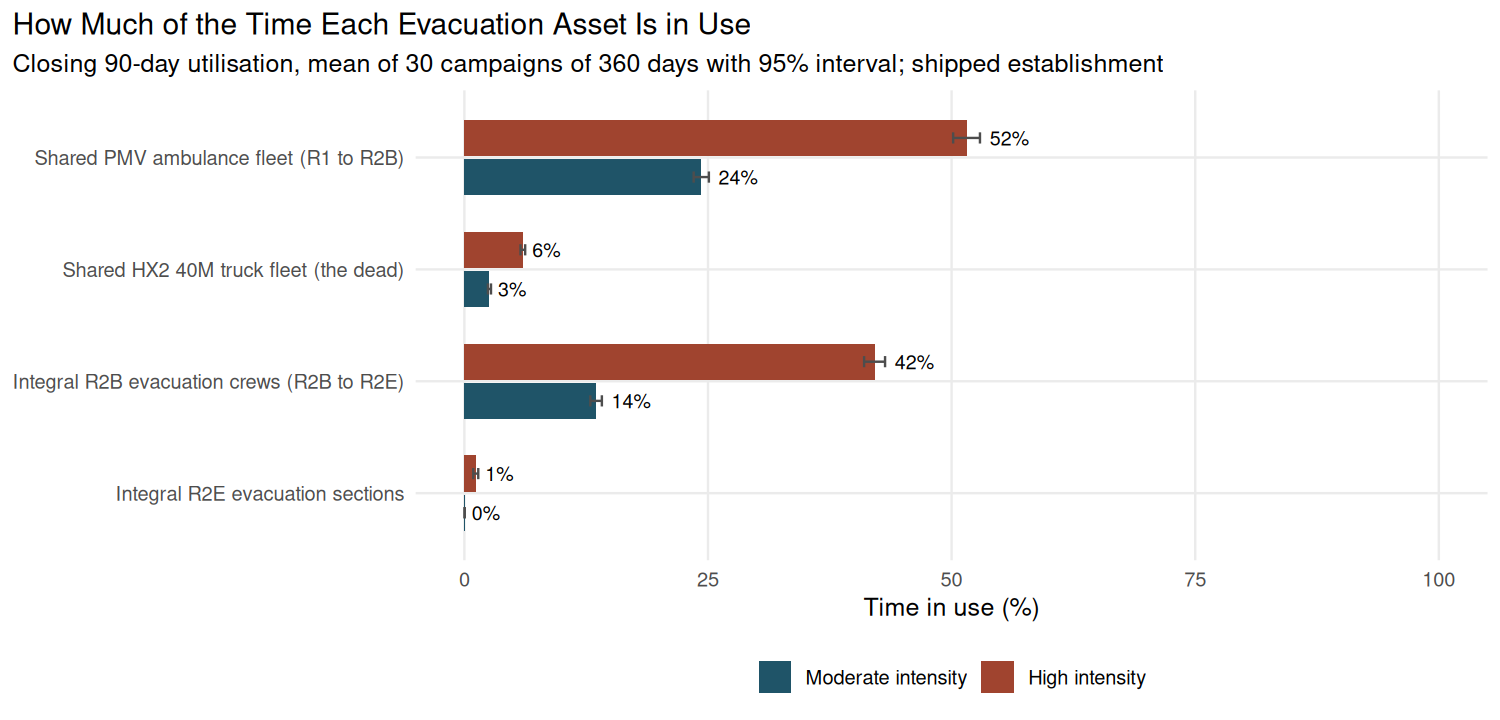 How Much of the Time Each Evacuation Asset Is in Use
Closing 90-day utilisation, mean of 30 campaigns of 360 days with 95% interval; shipped establishment
Shared PMV ambulance fleet (R1 to R2B)
52%
24%
Shared HX2 40M truck fleet (the dead)
6%
3%
Integral R2B evacuation crews (R2B to R2E)
42%
14%
Integral R2E evacuation sections
1%
0%
0 25 50 75 100
Time in use (%)
Moderate intensity High intensity